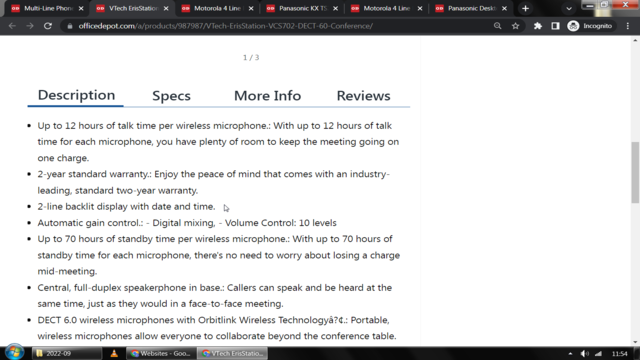 Multi-Line Phon
VTech ErisStation
Motorola 4 Line
Panasonic KX TS
Motorola 4 Line
Panasonic Desk
officedepot.com/a/products/987987/VTech-ErisStation-VCS702-DECT-60-Conference/
Incognito
1 / 3
Description
Specs
More Info
Reviews
Up to 12 hours of talk time per wireless microphone.: With up to 12 hours of talk
time for each microphone, you have plenty of room to keep the meeting going on
one charge.
2-year standard warranty.: Enjoy the peace of mind that comes with an industry-
leading, standard two-year warranty.
2-line backlit display with date and time.
Automatic gain control.: - Digital mixing, - Volume Control: 10 levels
Up to 70 hours of standby time per wireless microphone.: With up to 70 hours of
standby time for each microphone, there's no need to worry about losing a charge
mid-meeting.
Central, full-duplex speakerphone in base.: Callers can speak and be heard at the
same time, just as they would in a face-to-face meeting.
DECT 6.0 wireless microphones with Orbitlink Wireless Technologyâ?¢.: Portable,
wireless microphones allow everyone to collaborate beyond the conference table.
2022-09
Websites - Goo...
VTech ErisStation...
11:54